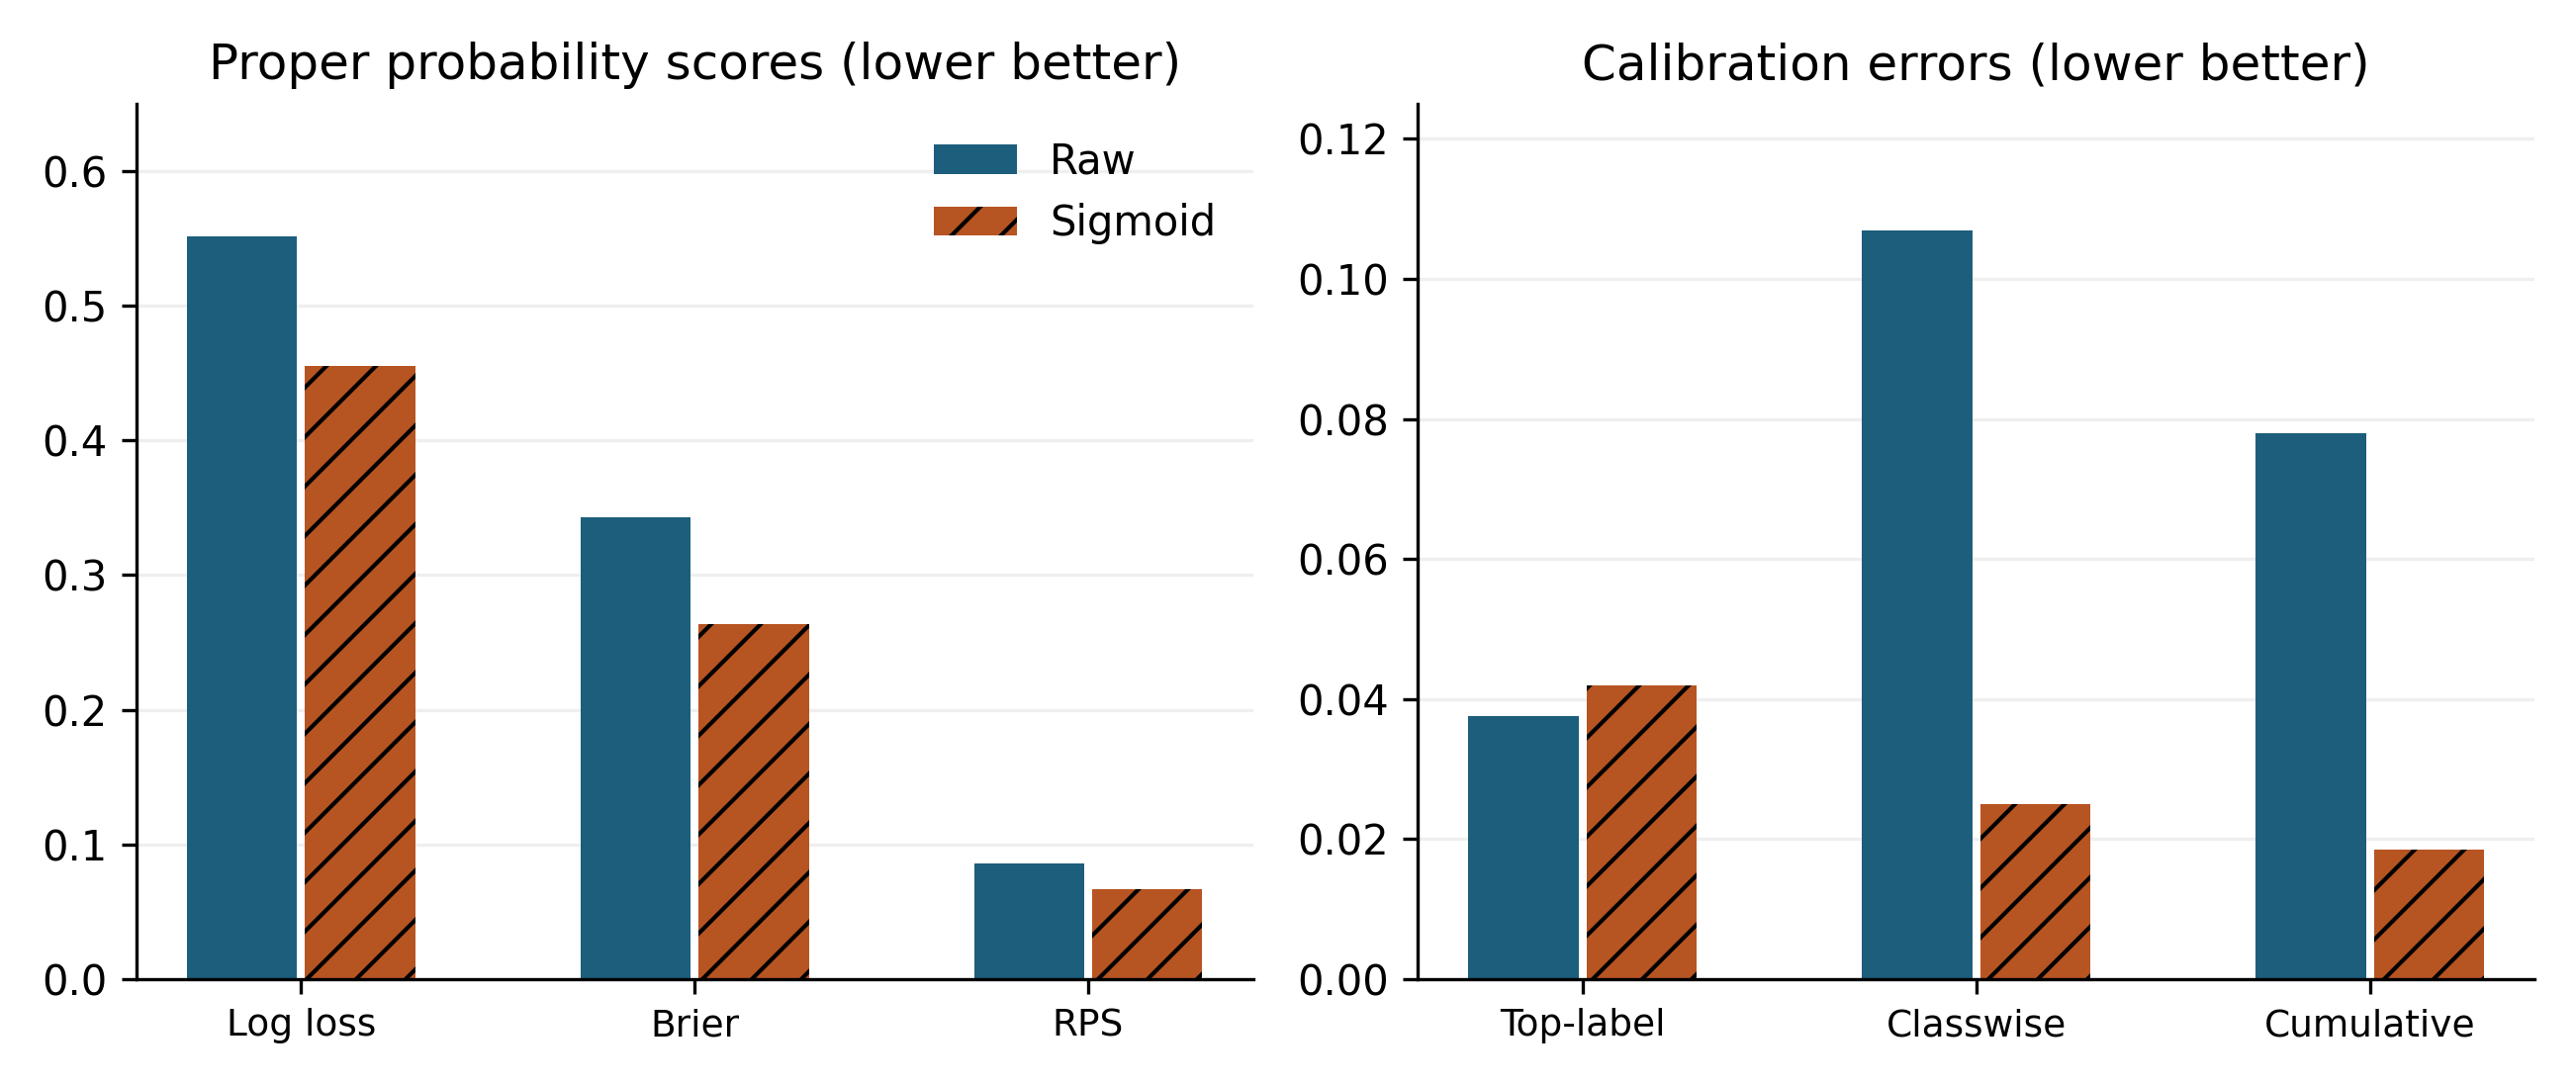 Proper probability scores (lower better)
0.6
0.5
0.4
0.3
0.2
0.1
0.0
Raw
Sigmoid
Log loss
Brier
RPS
Calibration errors (lower better)
0.12
0.10
0.08
0.06
0.04
0.02
0.00
Top-label
Classwise
Cumulative